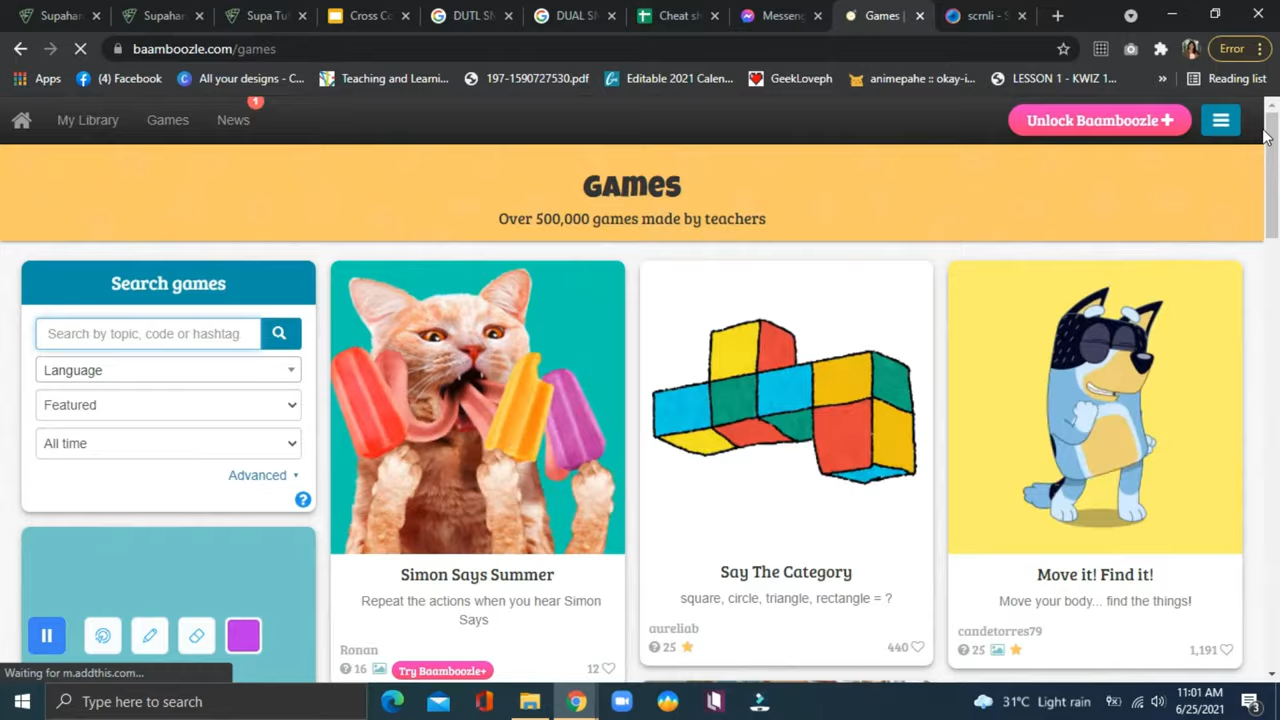 Supahan
Supahan
Supa Tu
Cross Co
DUTL SN
DUAL SN
Cheat sh
Messeng
Games |
scrnli - S
baamboozle.com/games
Error
Apps
(4) Facebook
All your designs - C...
Teaching and Learni...
197-1590727530.pdf
Editable 2021 Calen...
GeekLoveph
animepahe :: okay-i...
LESSON 1 - KWIZ 1...
»
Reading list
My Library
Games
News
1
Unlock Baamboozle+
Games
Over 500,000 games made by teachers
Search games
Search by topic, code or hashtag
Language
Featured
All time
Advanced
?
Simon Says Summer
Repeat the actions when you hear Simon
Says
Ronan
16
Try Baamboozle+
12
Say The Category
square, circle, triangle, rectangle = ?
aureliab
25
440
Move it! Find it!
Move your body... find the things!
candetorres79
25
1,191
Waiting for m.addthis.com...
Type here to search
31°C Light rain
11:01 AM
6/25/2021
3